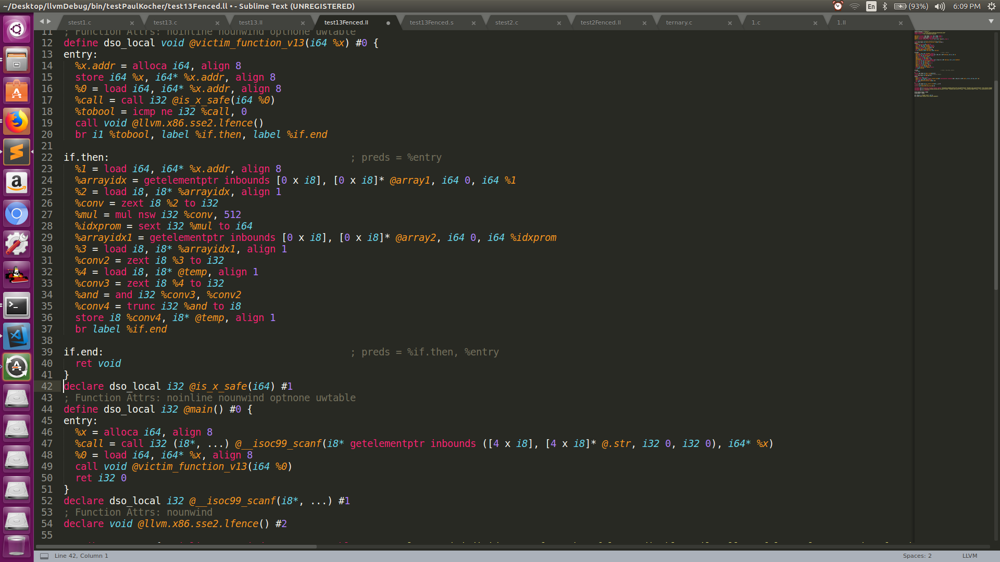 ~/Desktop/llvmDebug/bin/testPaulKocher/test13Fenced.ll • - Sublime Text (UNREGISTERED)
En (93%) 6:09 PM
stest1.c × test13.c × test13.ll × test13Fenced.ll ● test13Fenced.s × stest2.c × test2Fenced.ll × ternary.c × 1.c × 1.ll ×
11 ; Function Attrs: noinline nounwind optnone uwtable
12 define dso_local void @victim_function_v13(i64 %x) #0 {
13 entry:
14   %x.addr = alloca i64, align 8
15   store i64 %x, i64* %x.addr, align 8
16   %0 = load i64, i64* %x.addr, align 8
17   %call = call i32 @is_x_safe(i64 %0)
18   %tobool = icmp ne i32 %call, 0
19   call void @llvm.x86.sse2.lfence()
20   br i1 %tobool, label %if.then, label %if.end
21
22 if.then:                                          ; preds = %entry
23   %1 = load i64, i64* %x.addr, align 8
24   %arrayidx = getelementptr inbounds [0 x i8], [0 x i8]* @array1, i64 0, i64 %1
25   %2 = load i8, i8* %arrayidx, align 1
26   %conv = zext i8 %2 to i32
27   %mul = mul nsw i32 %conv, 512
28   %idxprom = sext i32 %mul to i64
29   %arrayidx1 = getelementptr inbounds [0 x i8], [0 x i8]* @array2, i64 0, i64 %idxprom
30   %3 = load i8, i8* %arrayidx1, align 1
31   %conv2 = zext i8 %3 to i32
32   %4 = load i8, i8* @temp, align 1
33   %conv3 = zext i8 %4 to i32
34   %and = and i32 %conv3, %conv2
35   %conv4 = trunc i32 %and to i8
36   store i8 %conv4, i8* @temp, align 1
37   br label %if.end
38
39 if.end:                                           ; preds = %if.then, %entry
40   ret void
41 }
42 declare dso_local i32 @is_x_safe(i64) #1
43 ; Function Attrs: noinline nounwind optnone uwtable
44 define dso_local i32 @main() #0 {
45 entry:
46   %x = alloca i64, align 8
47   %call = call i32 (i8*, ...) @__isoc99_scanf(i8* getelementptr inbounds ([4 x i8], [4 x i8]* @.str, i32 0, i32 0), i64* %x)
48   %0 = load i64, i64* %x, align 8
49   call void @victim_function_v13(i64 %0)
50   ret i32 0
51 }
52 declare dso_local i32 @__isoc99_scanf(i8*, ...) #1
53 ; Function Attrs: nounwind
54 declare void @llvm.x86.sse2.lfence() #2
55
Line 42, Column 1 Spaces: 2 LLVM